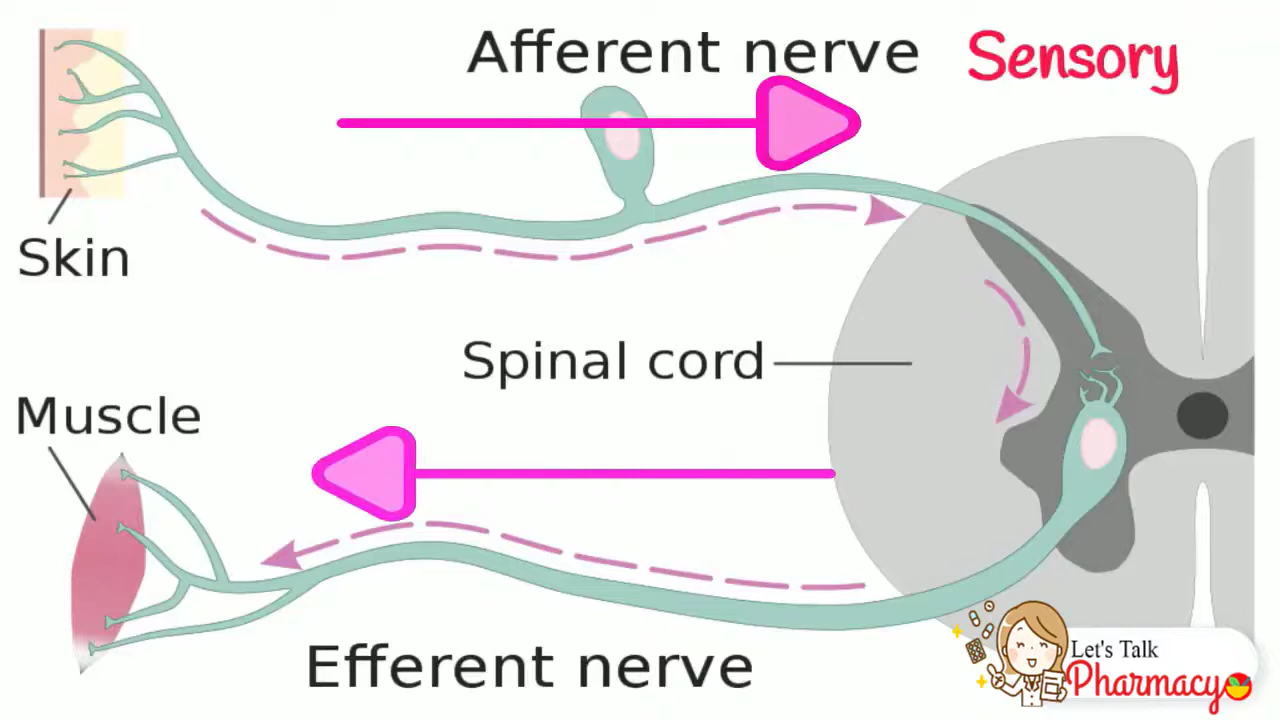 Afferent nerve Sensory
Skin
Spinal cord
Muscle
Efferent nerve
Let's Talk
Pharmacy